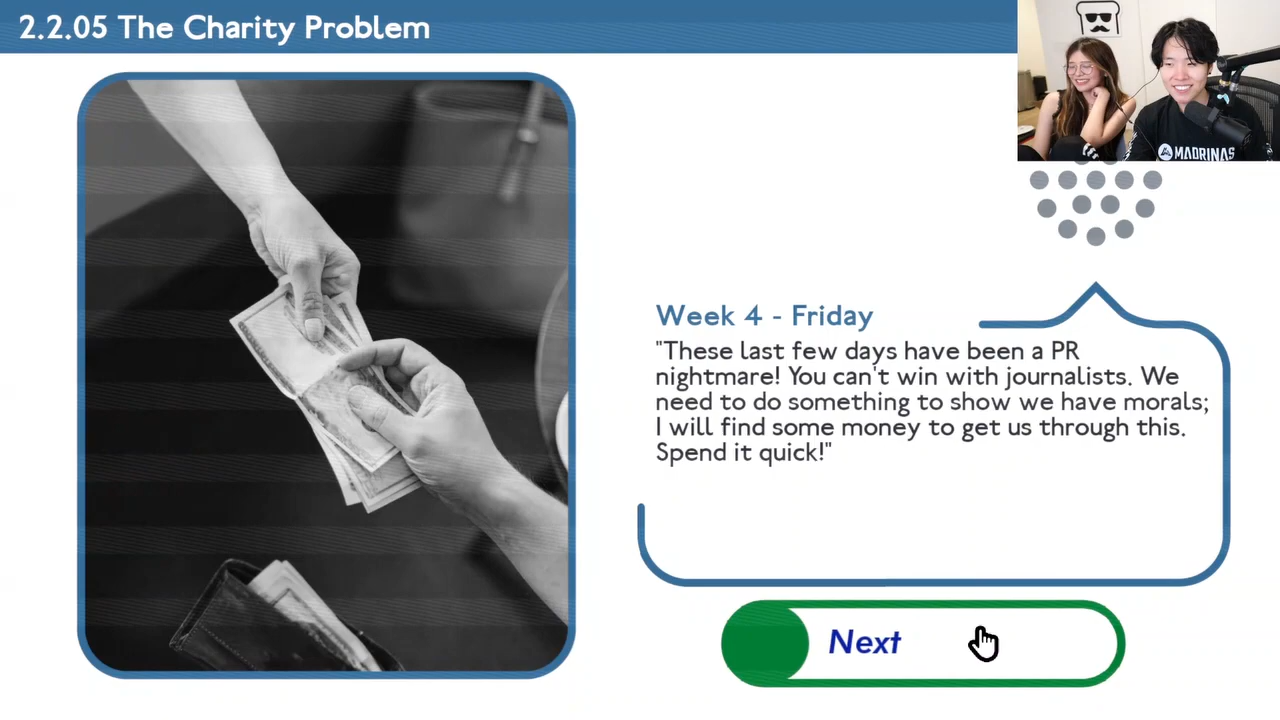 2.2.05 The Charity Problem
MADRINAS
Week 4 - Friday
"These last few days have been a PR
nightmare! You can't win with journalists. We
need to do something to show we have morals;
I will find some money to get us through this.
Spend it quick!"
Next